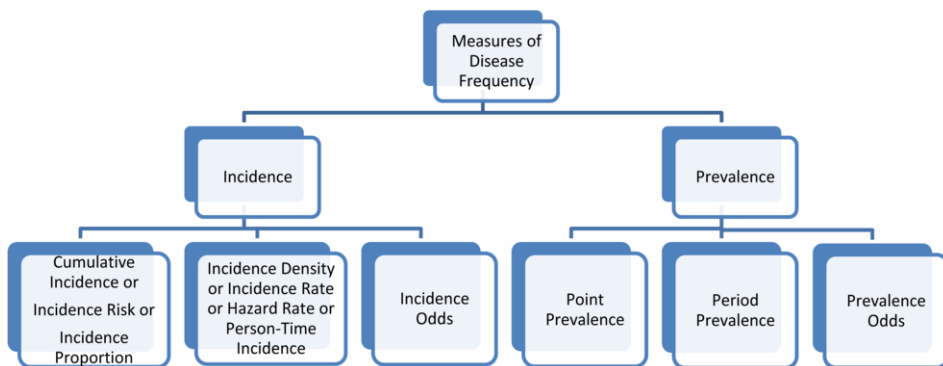 Measures of
Disease
Frequency
Incidence
Prevalence
Cumulative
Incidence or
Incidence Risk or
Incidence
Proportion
Incidence Density
or Incidence Rate
or Hazard Rate or
Person-Time
Incidence
Incidence
Odds
Point
Prevalence
Period
Prevalence
Prevalence
Odds